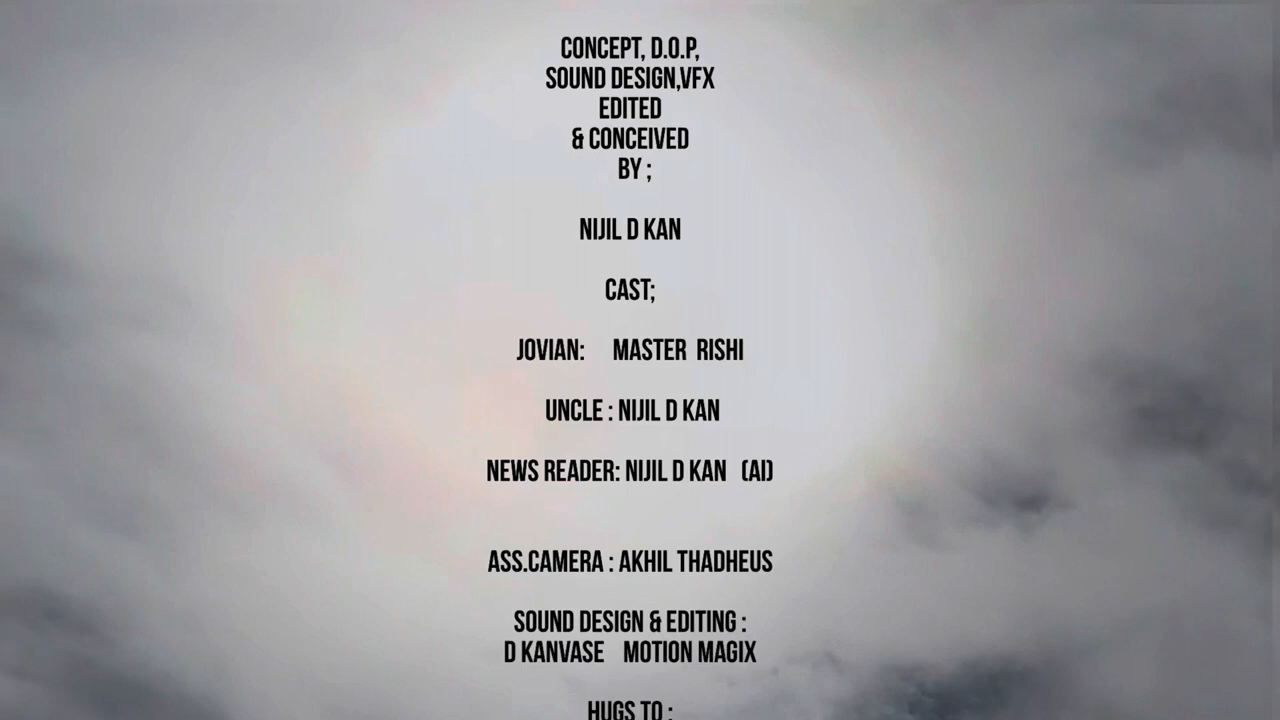 CONCEPT, D.O.P,
SOUND DESIGN,VFX
EDITED
& CONCEIVED
BY ;
NIJIL D KAN
CAST;
JOVIAN: MASTER RISHI
UNCLE : NIJIL D KAN
NEWS READER: NIJIL D KAN (AI)
ASS.CAMERA : AKHIL THADHEUS
SOUND DESIGN & EDITING :
D KANVASE MOTION MAGIX
HUGS TO :